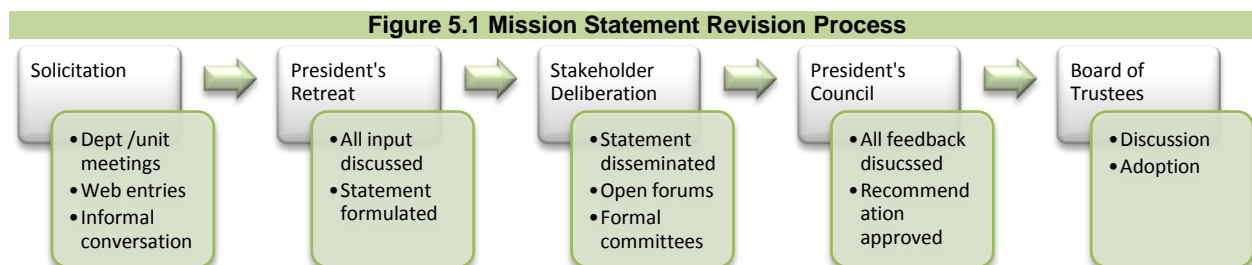 Figure 5.1 Mission Statement Revision Process
Solicitation
•Dept /unit
meetings
•Web entries
•Informal
conversation
President's
Retreat
•All input
discussed
•Statement
formulated
Stakeholder
Deliberation
•Statement
disseminated
•Open forums
•Formal
committees
President's
Council
•All feedback
disucssed
•Recommend
ation
approved
Board of
Trustees
•Discussion
•Adoption